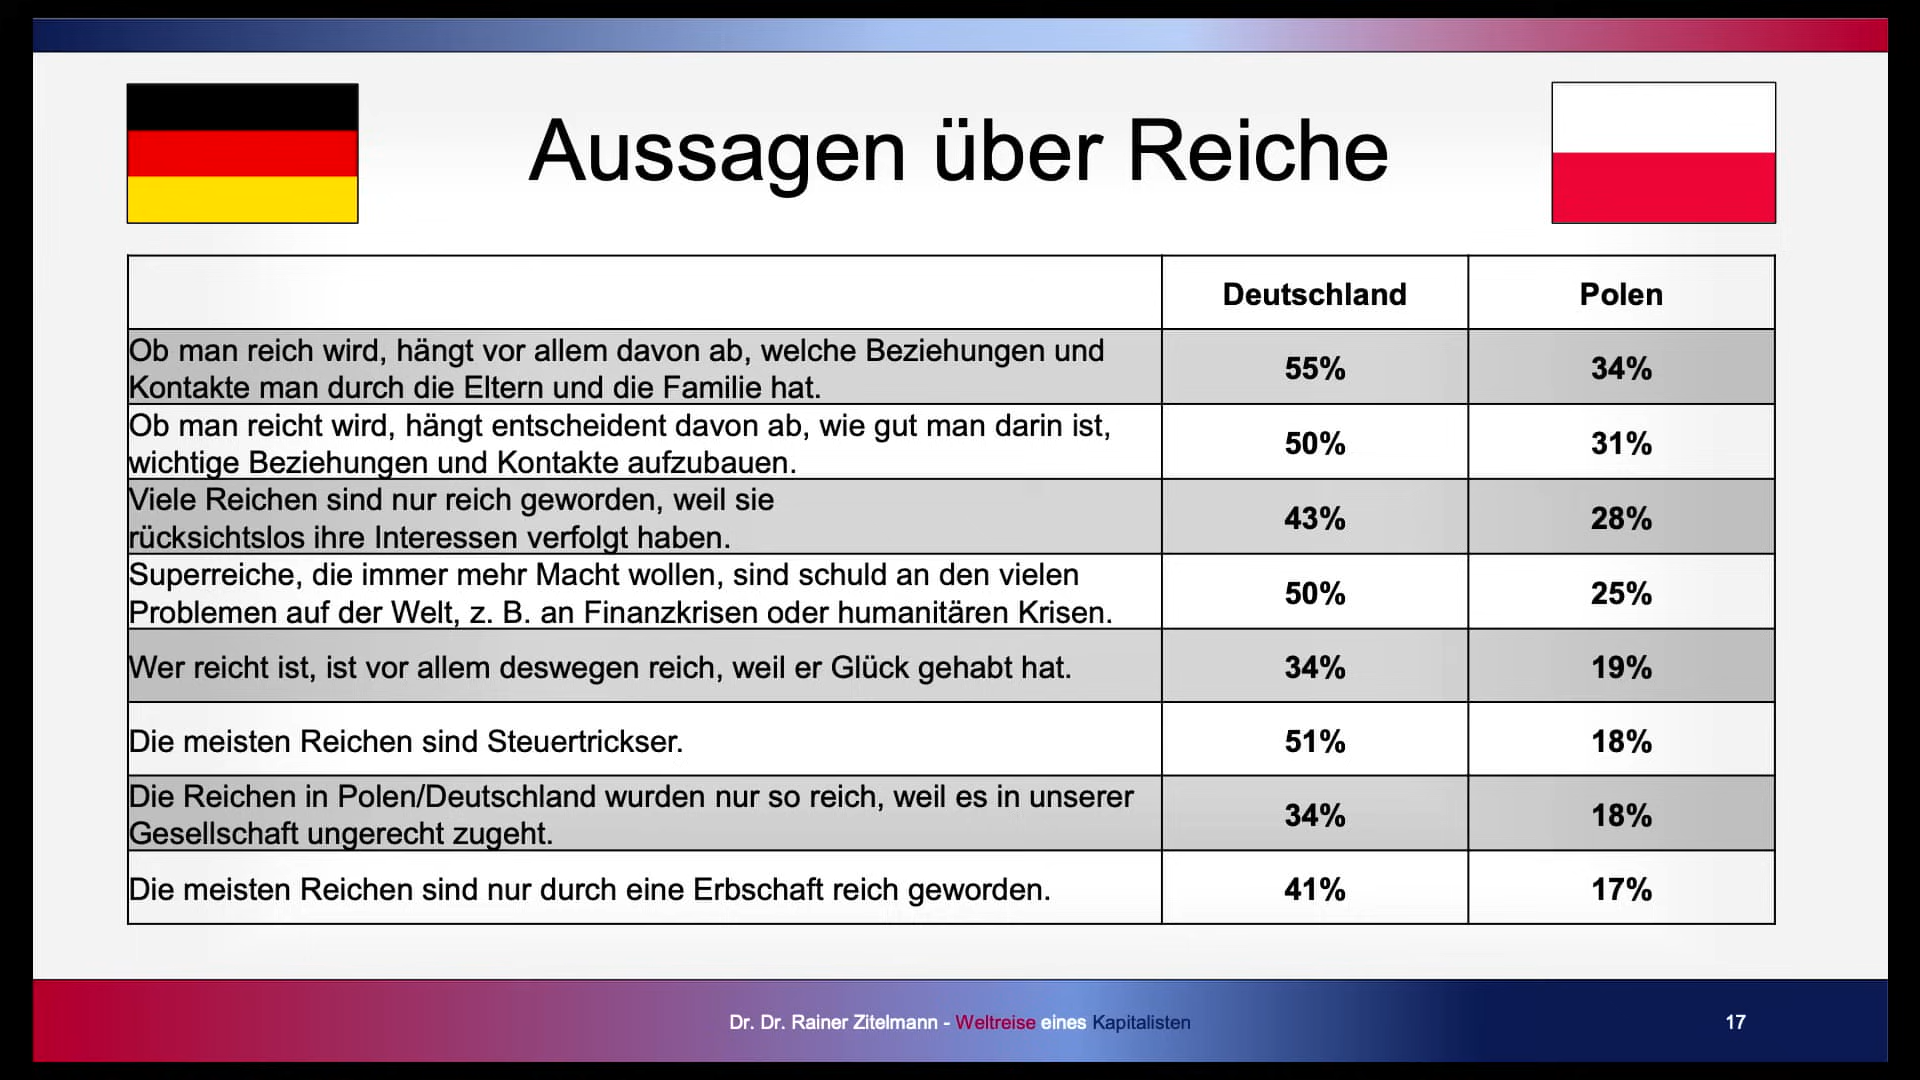 Aussagen über Reiche
Deutschland Polen
Ob man reich wird, hängt vor allem davon ab, welche Beziehungen und
Kontakte man durch die Eltern und die Familie hat.
55% 34%
Ob man reicht wird, hängt entscheident davon ab, wie gut man darin ist,
wichtige Beziehungen und Kontakte aufzubauen.
50% 31%
Viele Reichen sind nur reich geworden, weil sie
rücksichtslos ihre Interessen verfolgt haben.
43% 28%
Superreiche, die immer mehr Macht wollen, sind schuld an den vielen
Problemen auf der Welt, z. B. an Finanzkrisen oder humanitären Krisen.
50% 25%
Wer reicht ist, ist vor allem deswegen reich, weil er Glück gehabt hat. 34% 19%
Die meisten Reichen sind Steuertrickser. 51% 18%
Die Reichen in Polen/Deutschland wurden nur so reich, weil es in unserer
Gesellschaft ungerecht zugeht.
34% 18%
Die meisten Reichen sind nur durch eine Erbschaft reich geworden. 41% 17%
Dr. Dr. Rainer Zitelmann - Weltreise eines Kapitalisten 17